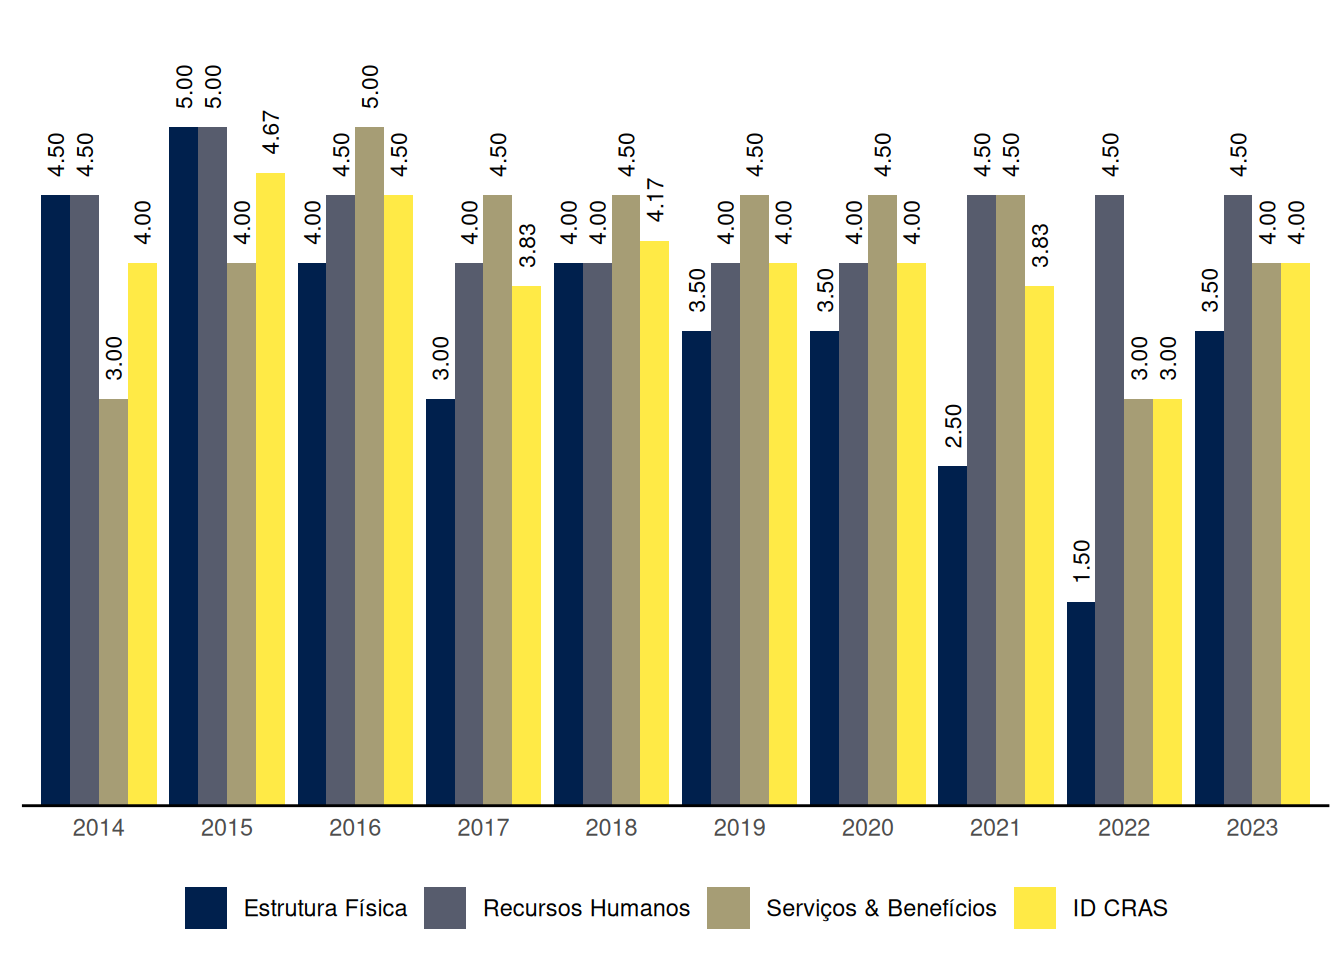 4.50 4.50 3.00 4.00
5.00 5.00 4.00 4.67
4.00 4.50 5.00 4.50
3.00 4.00 4.50 3.83
4.00 4.00 4.50 4.17
3.50 4.00 4.50 4.00
3.50 4.00 4.50 4.00
2.50 4.50 4.50 3.83
1.50 4.50 3.00 3.00
3.50 4.50 4.00 4.00
2014 2015 2016 2017 2018 2019 2020 2021 2022 2023
Estrutura Física Recursos Humanos Serviços & Benefícios ID CRAS